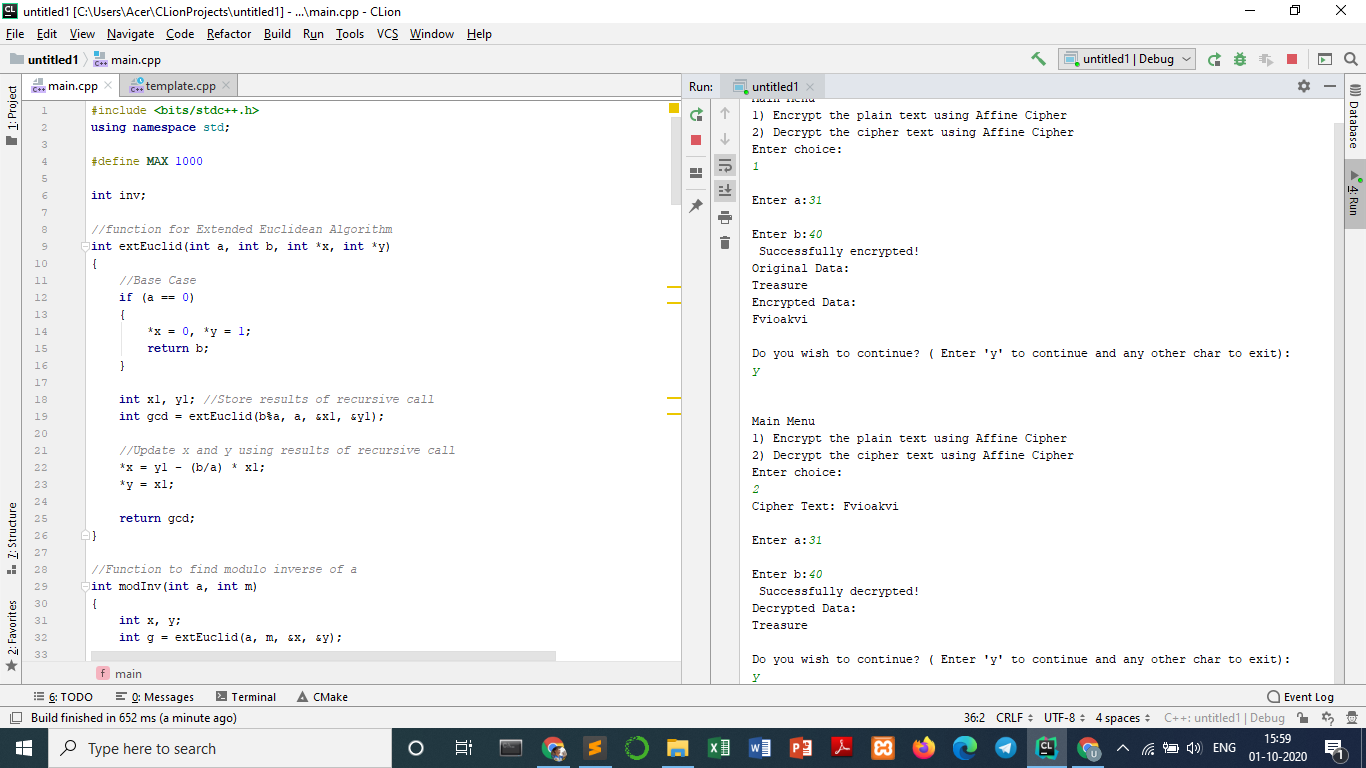 untitled1 [C:\Users\Acer\CLionProjects\untitled1] - ...\main.cpp - CLion
File Edit View Navigate Code Refactor Build Run Tools VCS Window Help
untitled1 main.cpp
untitled1 | Debug
main.cpp template.cpp
1: Project
7: Structure
2: Favorites
1 #include <bits/stdc++.h>
2 using namespace std;
3
4 #define MAX 1000
5
6 int inv;
7
8 //function for Extended Euclidean Algorithm
9 int extEuclid(int a, int b, int *x, int *y)
10 {
11 //Base Case
12 if (a == 0)
13 {
14 *x = 0, *y = 1;
15 return b;
16 }
17
18 int x1, y1; //Store results of recursive call
19 int gcd = extEuclid(b%a, a, &x1, &y1);
20
21 //Update x and y using results of recursive call
22 *x = y1 - (b/a) * x1;
23 *y = x1;
24
25 return gcd;
26 }
27
28 //Function to find modulo inverse of a
29 int modInv(int a, int m)
30 {
31 int x, y;
32 int g = extEuclid(a, m, &x, &y);
33
f main
Run: untitled1
Main Menu
1) Encrypt the plain text using Affine Cipher
2) Decrypt the cipher text using Affine Cipher
Enter choice:
1
Enter a:31
Enter b:40
Successfully encrypted!
Original Data:
Treasure
Encrypted Data:
Fvioakvi
Do you wish to continue? ( Enter 'y' to continue and any other char to exit):
y
Main Menu
1) Encrypt the plain text using Affine Cipher
2) Decrypt the cipher text using Affine Cipher
Enter choice:
2
Cipher Text: Fvioakvi
Enter a:31
Enter b:40
Successfully decrypted!
Decrypted Data:
Treasure
Do you wish to continue? ( Enter 'y' to continue and any other char to exit):
y
Database
4: Run
6: TODO 0: Messages Terminal CMake Event Log
Build finished in 652 ms (a minute ago) 36:2 CRLF UTF-8 4 spaces C++: untitled1 | Debug
Type here to search
ENG
15:59
01-10-2020
1